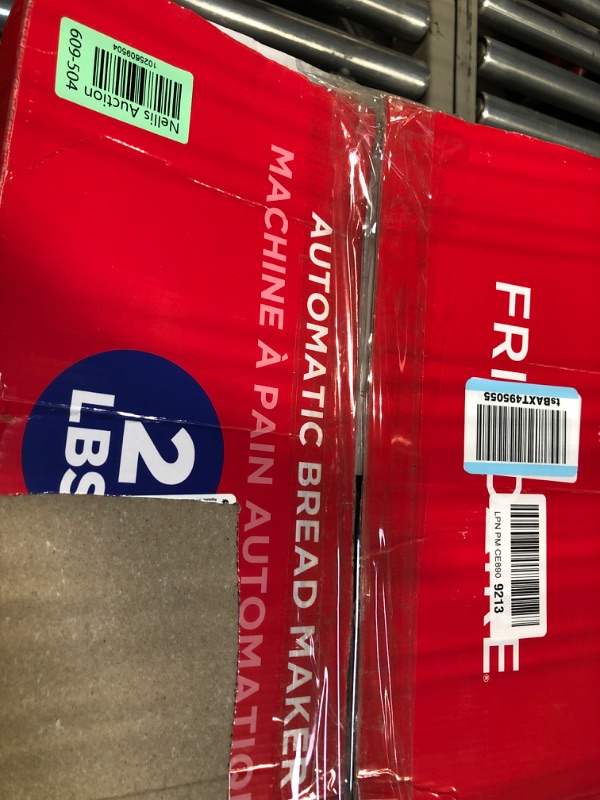 Nellis Auction
1025609504
609-504
AUTOMATIC BREAD MAKER
MACHINE À PAIN AUTOMATIQ
2
LBS
FRI
IRE®
tsBAXT495055
LPN PM CE890 9213